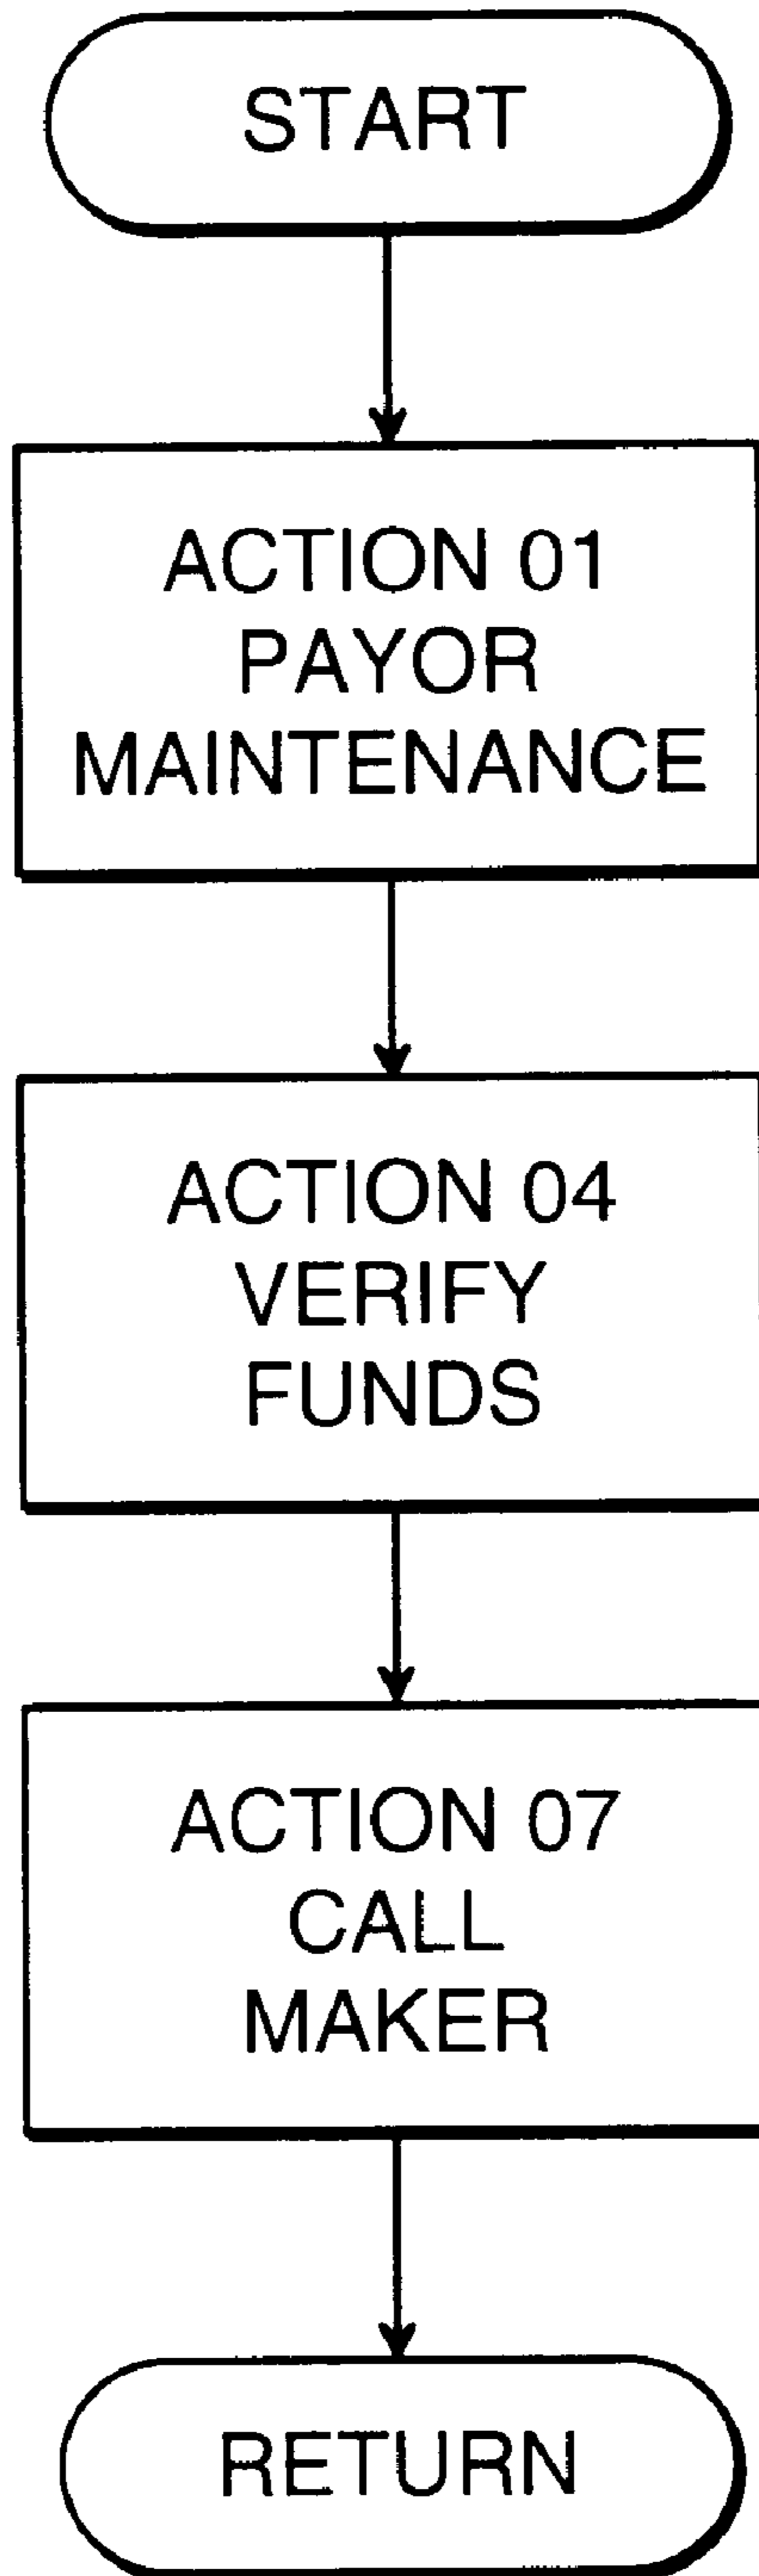 START
ACTION 01
PAYOR
MAINTENANCE
ACTION 04
VERIFY
FUNDS
ACTION 07
CALL
MAKER
RETURN